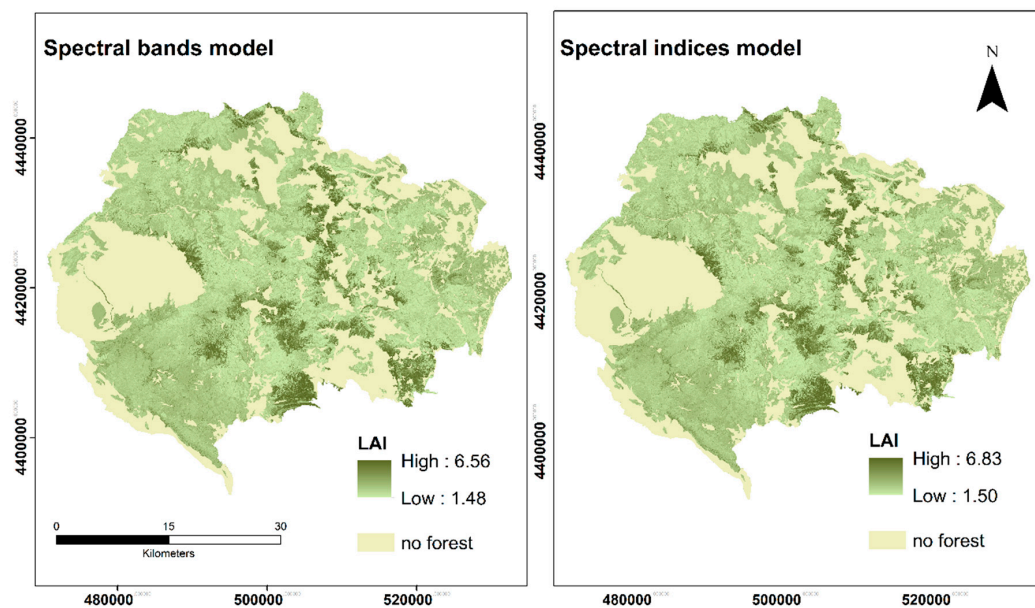 Spectral bands model
4440000
4420000
4400000
LAI
High : 6.56
Low : 1.48
no forest
0 15 30
Kilometers
480000 500000 520000
Spectral indices model
N
4440000
4420000
4400000
LAI
High : 6.83
Low : 1.50
no forest
480000 500000 520000